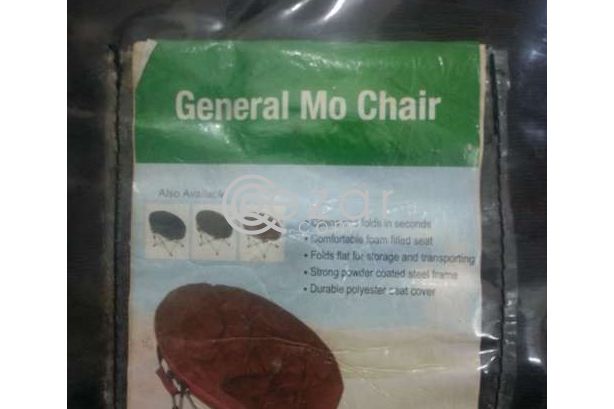 General Mo Chair
Also Available
folds in seconds
• Comfortable foam filled seat
• Folds flat for storage and transporting
• Strong powder coated steel frame
• Durable polyester seat cover